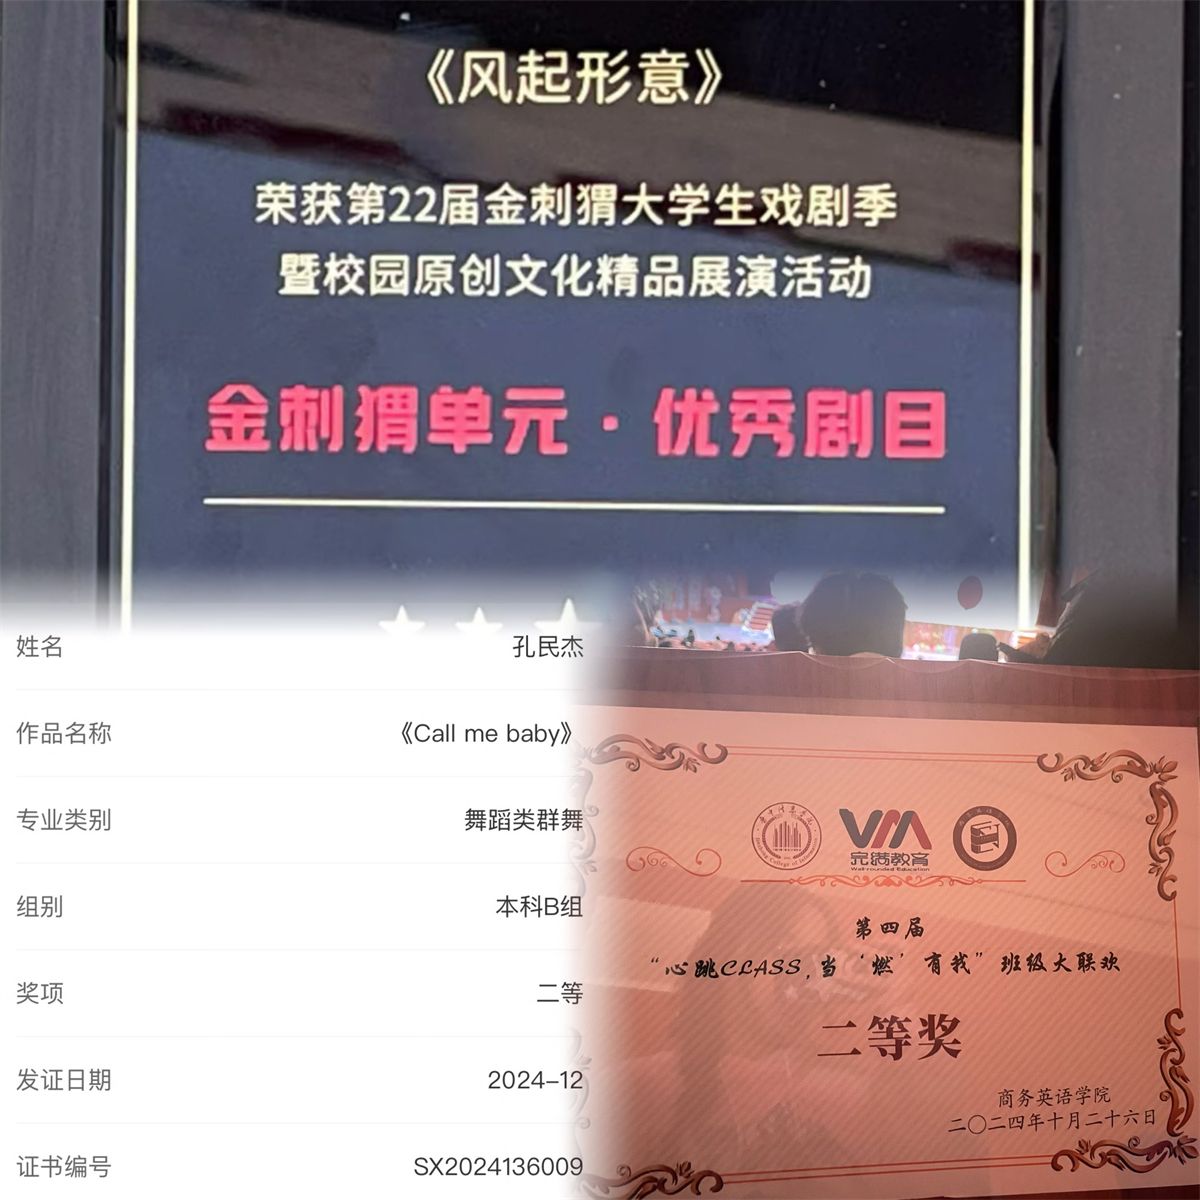 《风起形意》
荣获第22届金刺猬大学生戏剧季
暨校园原创文化精品展演活动
金刺猬单元·优秀剧目
姓名 孔民杰
作品名称 《Call me baby》
专业类别 舞蹈类群舞
组别 本科B组
奖项 二等
发证日期 2024-12
证书编号 SX2024136009
VM
完满教育
Well-rounded Education
第四届
“心跳CLASS,当‘燃’有我”班级大联欢
二等奖
商务英语学院
二〇二四年十月二十六日